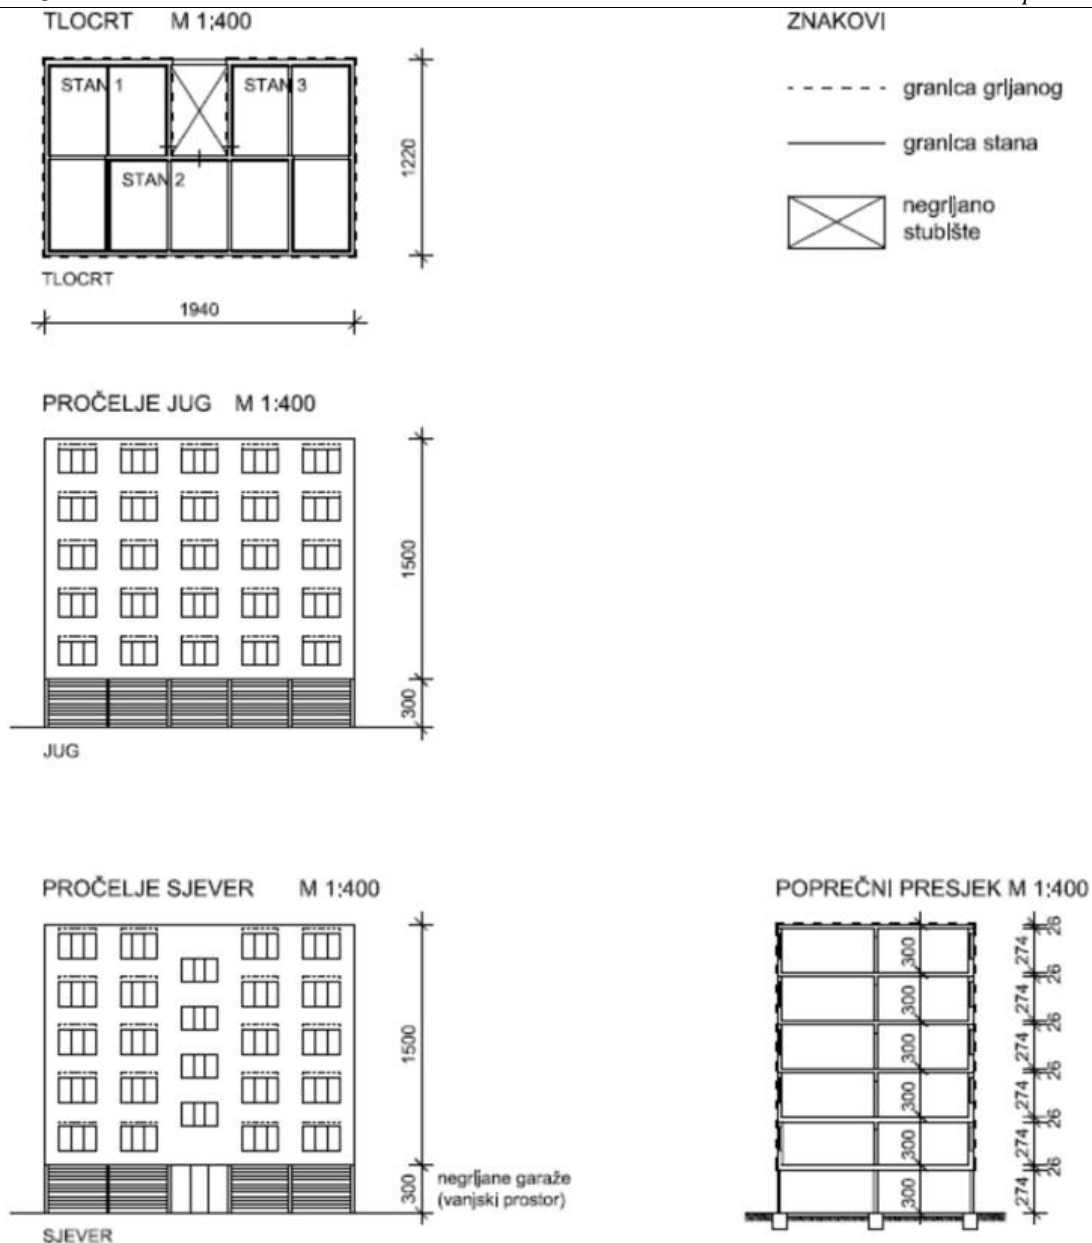 TLOCRT M 1:400
ZNAKOVI
STAN 1
STAN 3
STAN 2
1220
TLOCRT
1940
granica grijanog
granica stana
negrijano
stubište
PROČELJE JUG M 1:400
1500
300
JUG
PROČELJE SJEVER M 1:400
1500
300
negrijane garaže
(vanjski prostor)
SJEVER
POPREČNI PRESJEK M 1:400
300
300
300
300
300
300
26
274
26
274
26
274
26
274
26
274
26
274